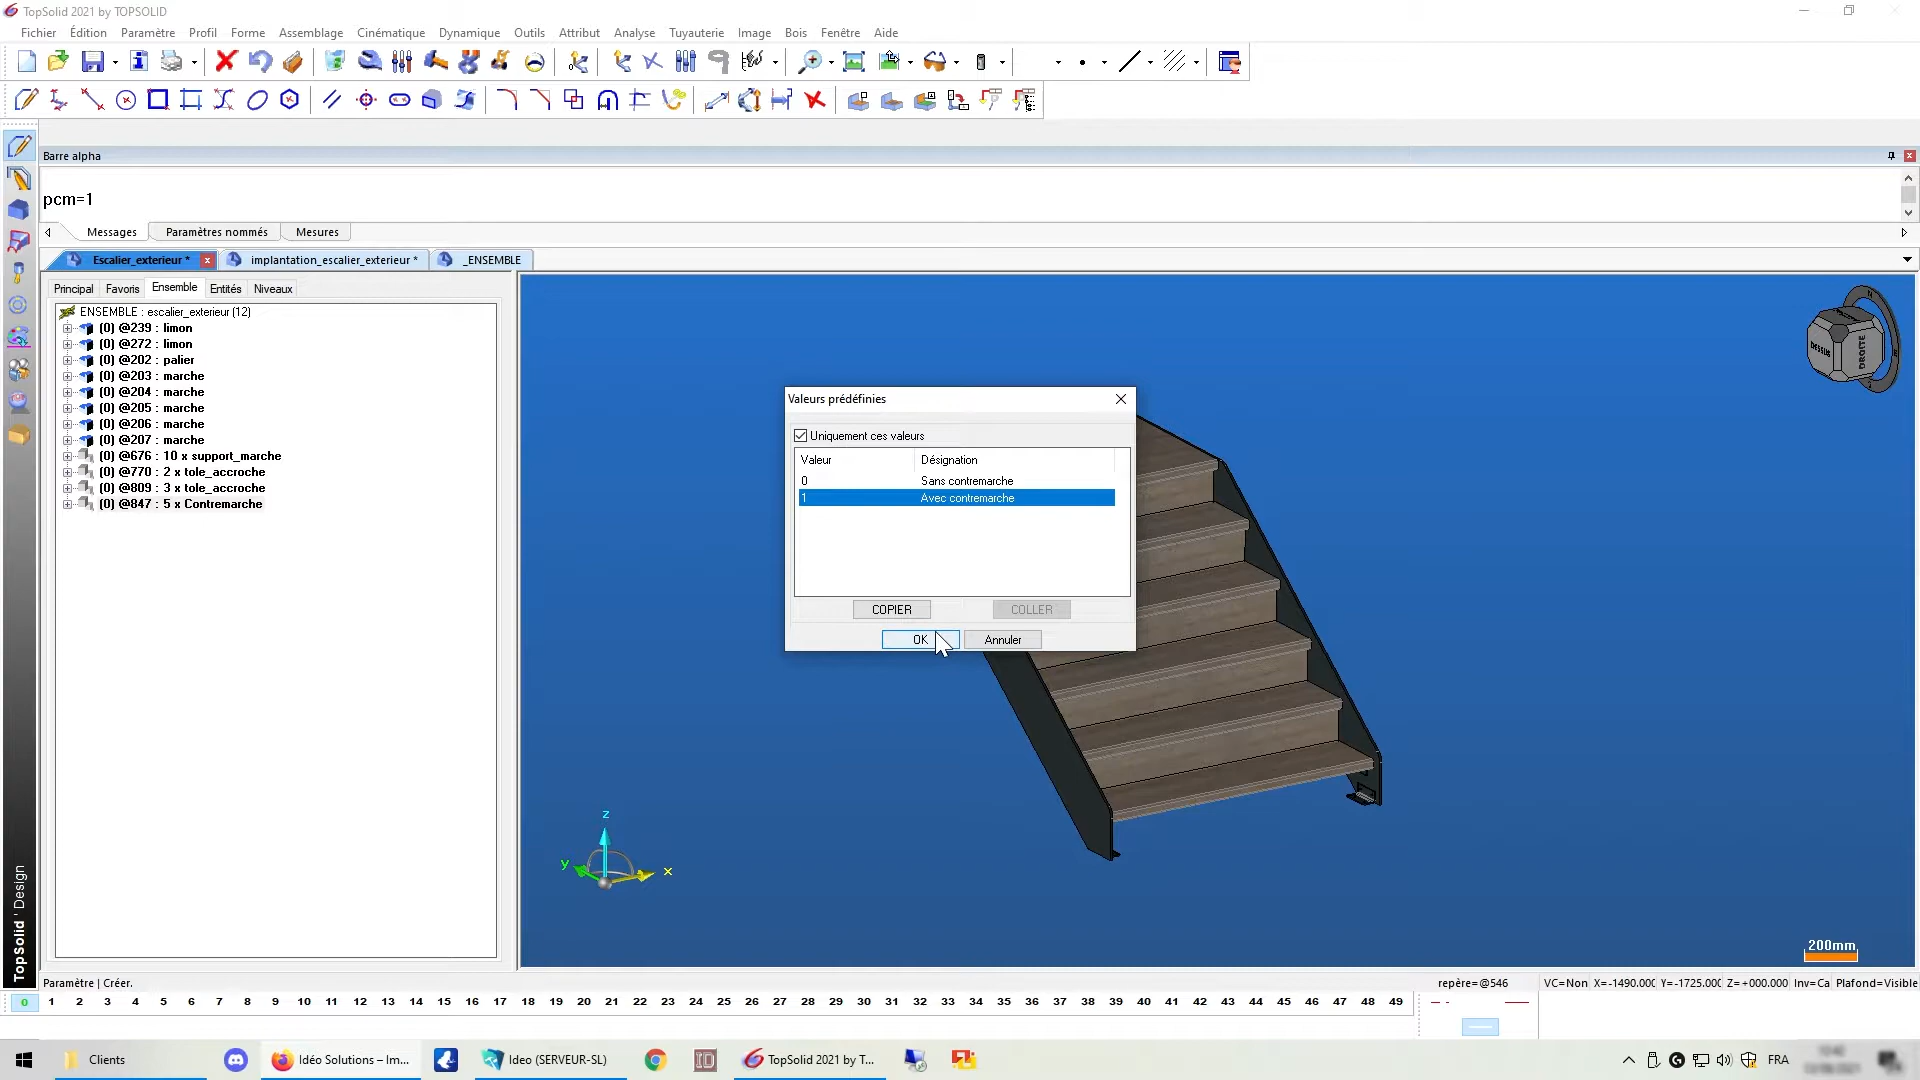 TopSolid 2021 by TOPSOLID
Fichier Édition Paramètre Profil Forme Assemblage Cinématique Dynamique Outils Attribut Analyse Tuyauterie Image Bois Fenêtre Aide
Barre alpha
pcm=1
Messages Paramètres nommés Mesures
Escalier_exterieur * implantation_escalier_exterieur * _ENSEMBLE
Principal Favoris Ensemble Entités Niveaux
ENSEMBLE : escalier_exterieur (12)
(0) @239 : limon
(0) @272 : limon
(0) @202 : palier
(0) @203 : marche
(0) @204 : marche
(0) @205 : marche
(0) @206 : marche
(0) @207 : marche
(0) @676 : 10 x support_marche
(0) @770 : 2 x tole_accroche
(0) @809 : 3 x tole_accroche
(0) @847 : 5 x Contremarche
Valeurs prédéfinies
Uniquement ces valeurs
Valeur Désignation
0 Sans contremarche
1 Avec contremarche
COPIER COLLER
OK Annuler
DESSUS DROITE
z
y
x
200mm
TopSolid ' Design
Paramètre | Créer.
repère=@546 VC=Non X=-1490.000 Y=-1725.000 Z=+000.000 Inv=Ca Plafond=Visible
0 1 2 3 4 5 6 7 8 9 10 11 12 13 14 15 16 17 18 19 20 21 22 23 24 25 26 27 28 29 30 31 32 33 34 35 36 37 38 39 40 41 42 43 44 45 46 47 48 49
Clients Idéo Solutions – Im... Ideo (SERVEUR-SL) TopSolid 2021 by T... FRA